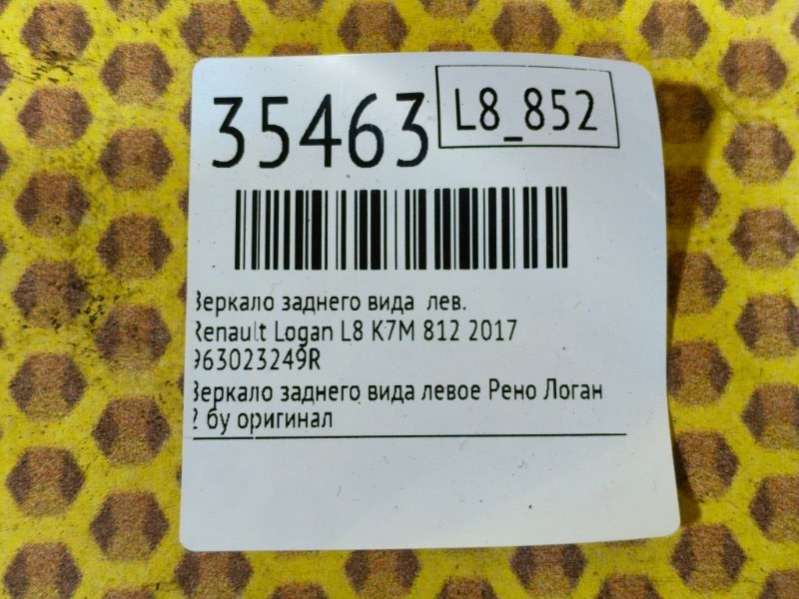 35463
L8_852
Зеркало заднего вида лев.
Renault Logan L8 K7M 812 2017
963023249R
Зеркало заднего вида левое Рено Логан
2 бу оригинал